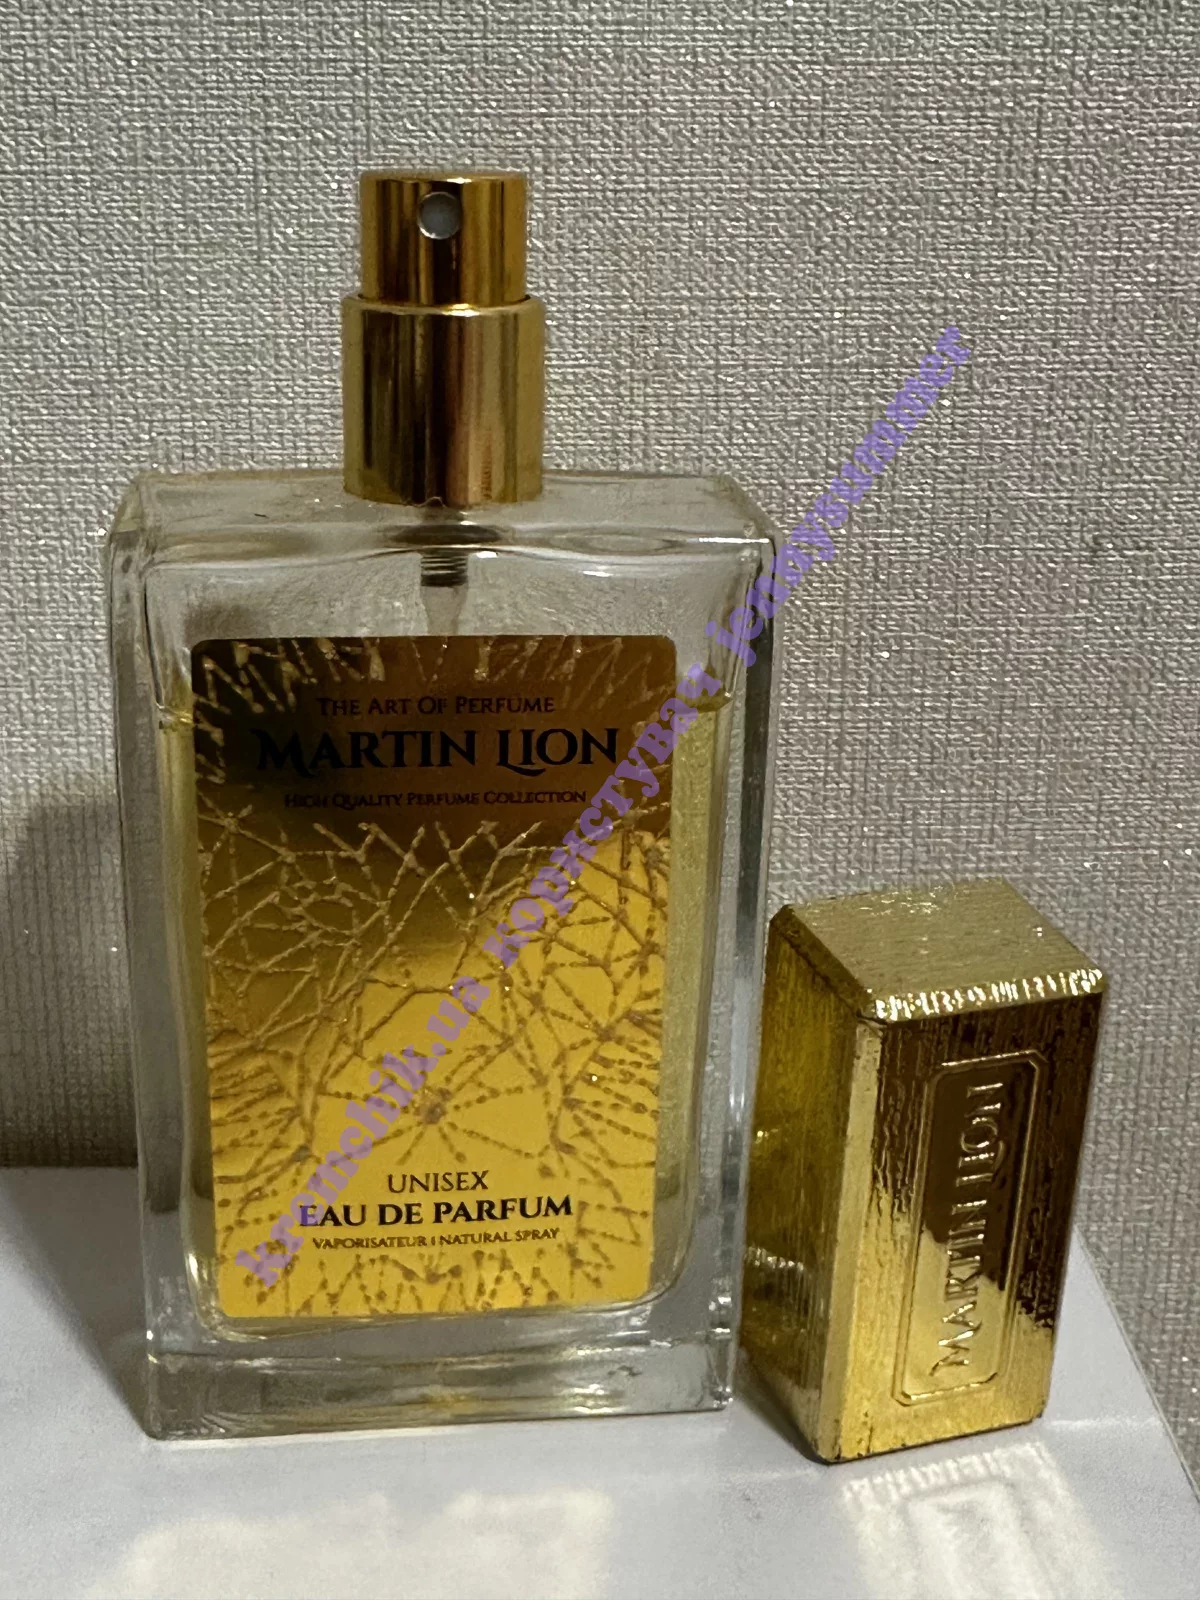 THE ART OF PERFUME
MARTIN LION
HIGH QUALITY PERFUME COLLECTION
UNISEX
EAU DE PARFUM
VAPORISATEUR | NATURAL SPRAY
MARTIN LION
kremchik.ua користувач jennysummer